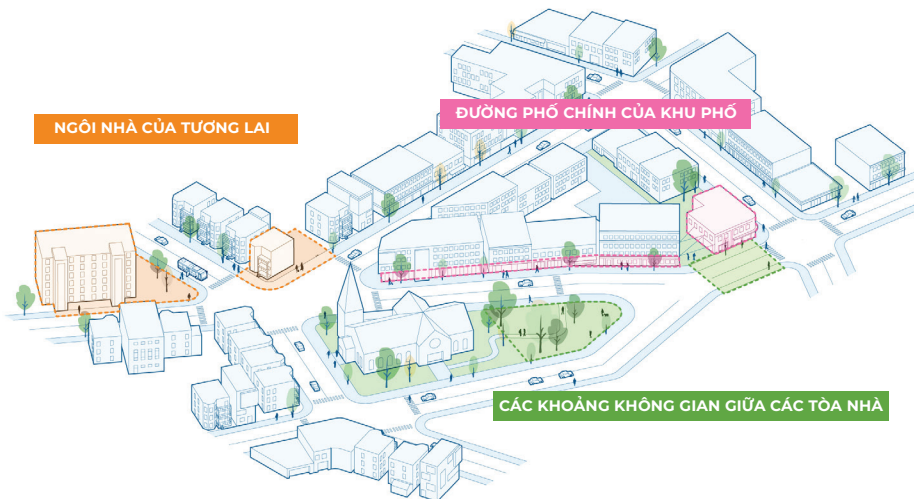 ĐƯỜNG PHỐ CHÍNH CỦA KHU PHỐ
NGÔI NHÀ CỦA TƯƠNG LAI
CÁC KHOẢNG KHÔNG GIAN GIỮA CÁC TÒA NHÀ